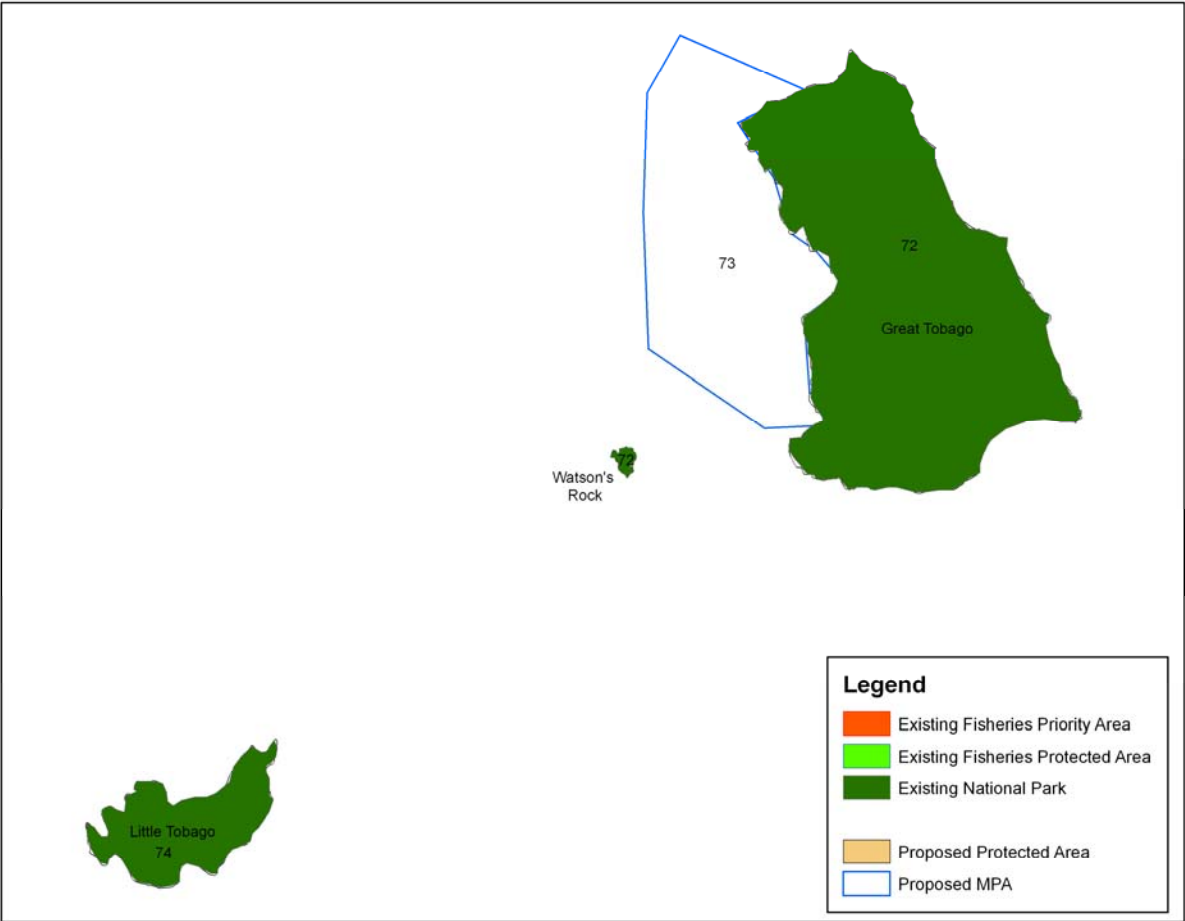 72
73
Great Tobago
72
Watson's
Rock
Little Tobago
74
Legend
Existing Fisheries Priority Area
Existing Fisheries Protected Area
Existing National Park
Proposed Protected Area
Proposed MPA